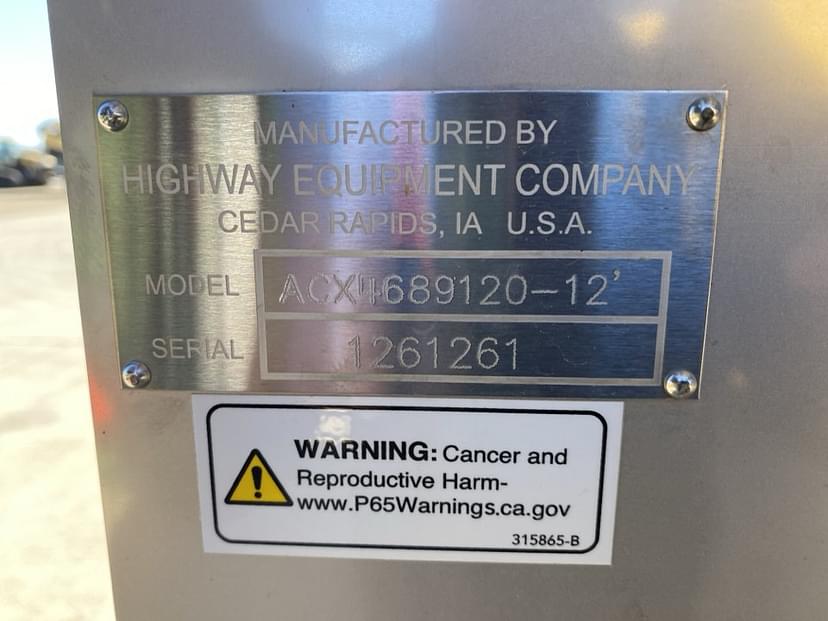 MANUFACTURED BY
HIGHWAY EQUIPMENT COMPANY
CEDAR RAPIDS, IA U.S.A.
MODEL ACX4689120-12'
SERIAL 1261261
WARNING: Cancer and
Reproductive Harm-
www.P65Warnings.ca.gov
315865-B